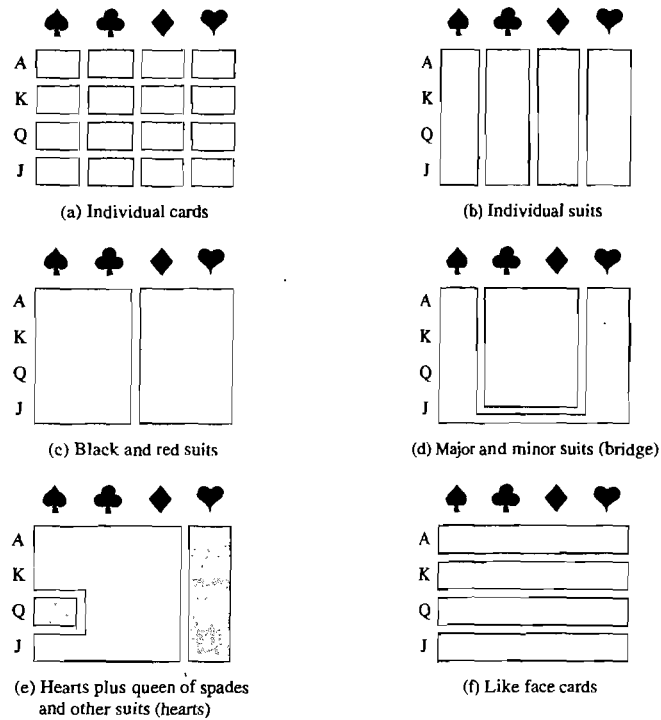 A
K
Q
J
(a) Individual cards
A
K
Q
J
(b) Individual suits
A
K
Q
J
(c) Black and red suits
A
K
Q
J
(d) Major and minor suits (bridge)
A
K
Q
J
(e) Hearts plus queen of spades
and other suits (hearts)
A
K
Q
J
(f) Like face cards